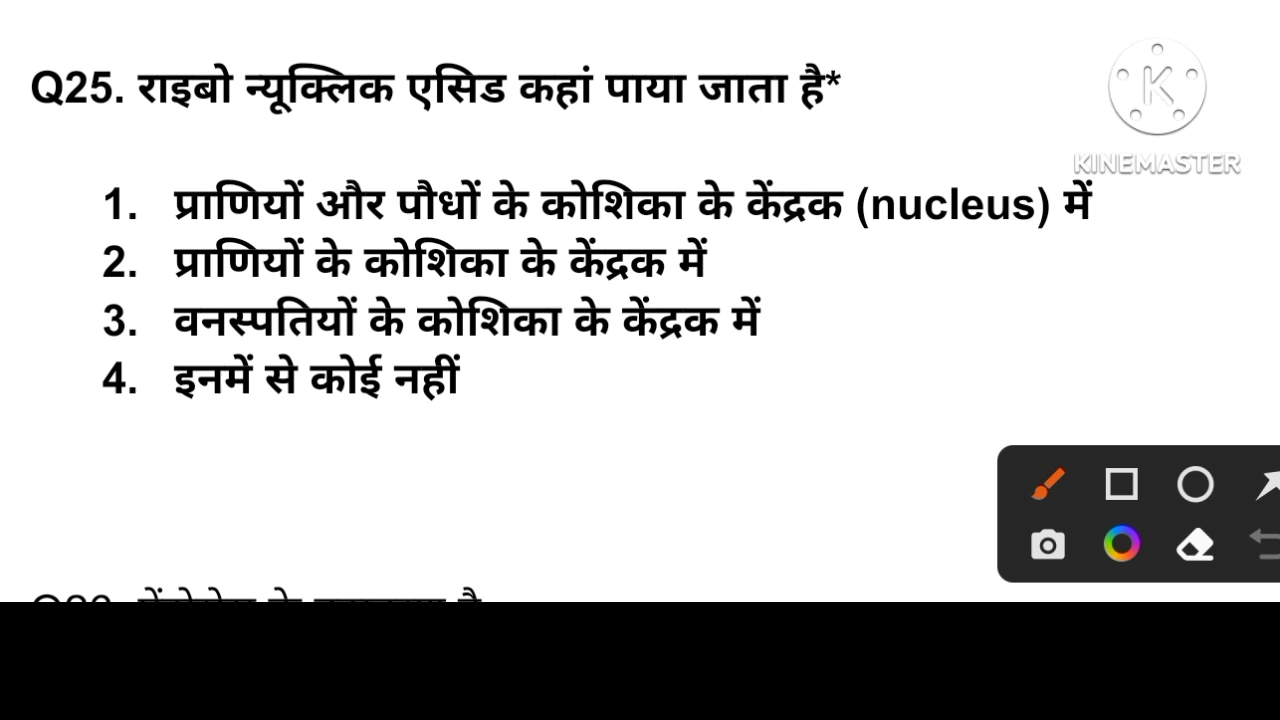 Q25. राइबो न्यूक्लिक एसिड कहां पाया जाता है*
KINEMASTER
1. प्राणियों और पौधों के कोशिका के केंद्रक (nucleus) में
2. प्राणियों के कोशिका के केंद्रक में
3. वनस्पतियों के कोशिका के केंद्रक में
4. इनमें से कोई नहीं